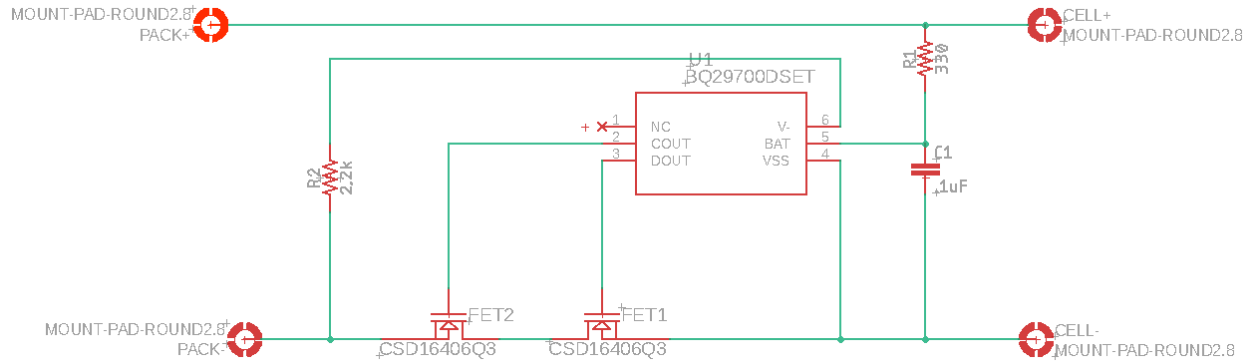 MOUNT-PAD-ROUND2.8
PACK+
CELL+
MOUNT-PAD-ROUND2.8
R1
330
U1
BQ29700DSET
1
NC
V-
6
2
COUT
BAT
5
3
DOUT
VSS
4
C1
.1uF
R2
2.2k
FET2
FET1
MOUNT-PAD-ROUND2.8
PACK-
CSD16406Q3
CSD16406Q3
CELL-
MOUNT-PAD-ROUND2.8